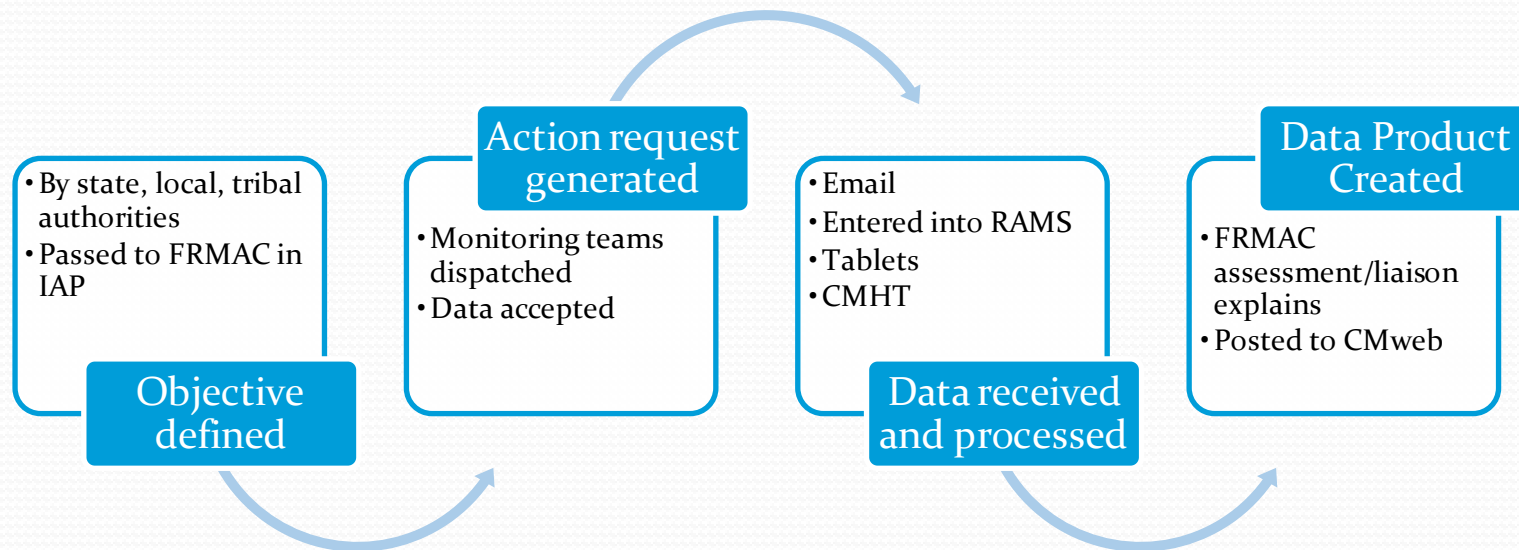 • By state, local, tribal
authorities
• Passed to FRMAC in
IAP
Objective
defined
Action request
generated
• Monitoring teams
dispatched
• Data accepted
• Email
• Entered into RAMS
• Tablets
• CMHT
Data received
and processed
Data Product
Created
• FRMAC
assessment/liaison
explains
• Posted to CMweb